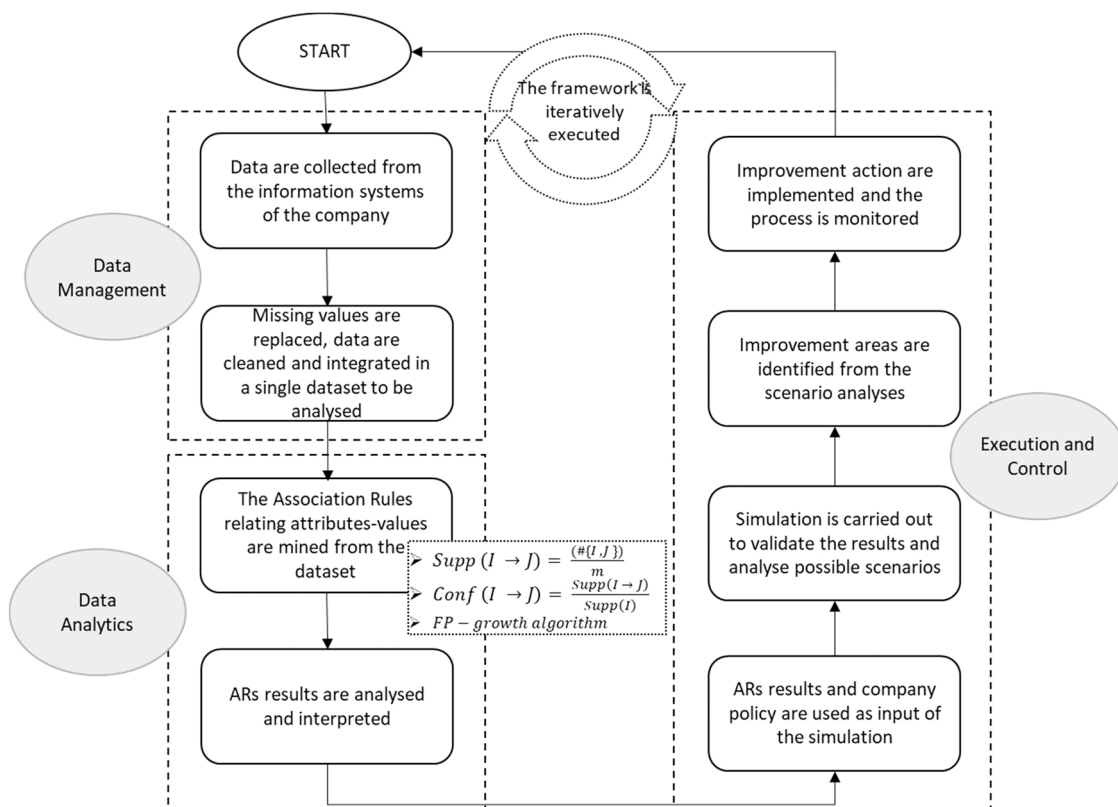 START
The framework is
iteratively
executed
Data are collected from
the information systems
of the company
Data
Management
Missing values are
replaced, data are
cleaned and integrated in
a single dataset to be
analysed
The Association Rules
relating attributes-values
are mined from the
dataset
➢ Supp (I → J) = (#{I,J})/m
➢ Conf (I → J) = Supp(I→J)/Supp(I)
➢ FP − growth algorithm
Data
Analytics
ARs results are analysed
and interpreted
Improvement action are
implemented and the
process is monitored
Improvement areas are
identified from the
scenario analyses
Execution and
Control
Simulation is carried out
to validate the results and
analyse possible scenarios
ARs results and company
policy are used as input of
the simulation